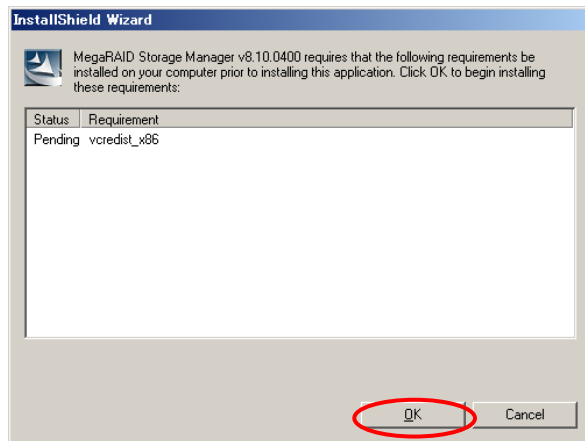 InstallShield Wizard
MegaRAID Storage Manager v8.10.0400 requires that the following requirements be
installed on your computer prior to installing this application. Click OK to begin installing
these requirements:
Status Requirement
Pending vcredist_x86
OK Cancel